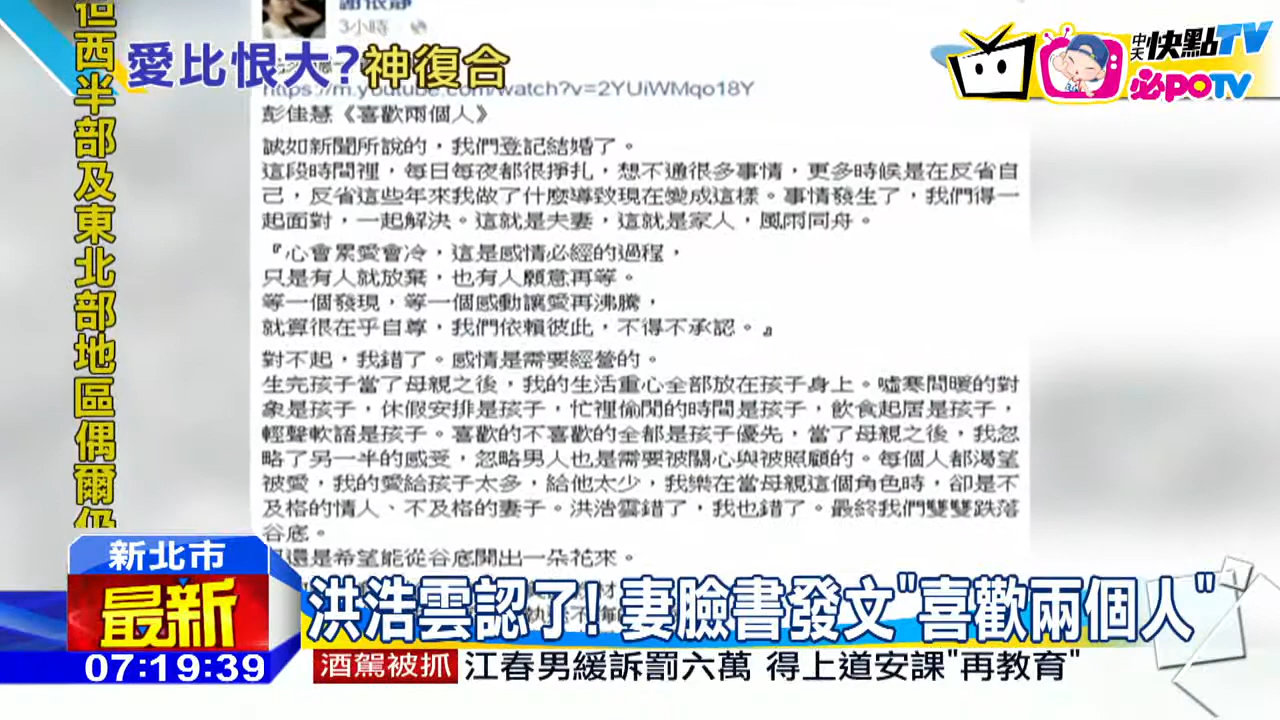 但西半部及東北部地區偶爾仍
愛比恨大?神復合
中天快點TV
必POTV
謝依靜
3小時
https://m.youtube.com/watch?v=2YUiWMqo18Y
彭佳慧《喜歡兩個人》
誠如新聞所說的，我們登記結婚了。
這段時間裡，每日每夜都很掙扎，想不通很多事情，更多時候是在反省自
己，反省這些年來我做了什麼導致現在變成這樣。事情發生了，我們得一
起面對，一起解決。這就是夫妻，這就是家人，風雨同舟。
『心會累愛會冷，這是感情必經的過程，
只是有人就放棄，也有人願意再等。
等一個發現，等一個感動讓愛再沸騰，
就算很在乎自尊，我們依賴彼此，不得不承認。』
對不起，我錯了。感情是需要經營的。
生完孩子當了母親之後，我的生活重心全部放在孩子身上。噓寒問暖的對
象是孩子，休假安排是孩子，忙裡偷閒的時間是孩子，飲食起居是孩子，
輕聲軟語是孩子。喜歡的不喜歡的全都是孩子優先，當了母親之後，我忽
略了另一半的感受，忽略男人也是需要被關心與被照顧的。每個人都渴望
被愛，我的愛給孩子太多，給他太少，我樂在當母親這個角色時，卻是不
及格的情人、不及格的妻子。洪浩雲錯了，我也錯了。最終我們雙雙跌落
谷底。
還是希望能從谷底開出一朵花來。
新北市
最新
07:19:39
洪浩雲認了! 妻臉書發文"喜歡兩個人"
酒駕被抓 江春男緩訴罰六萬 得上道安課"再教育"